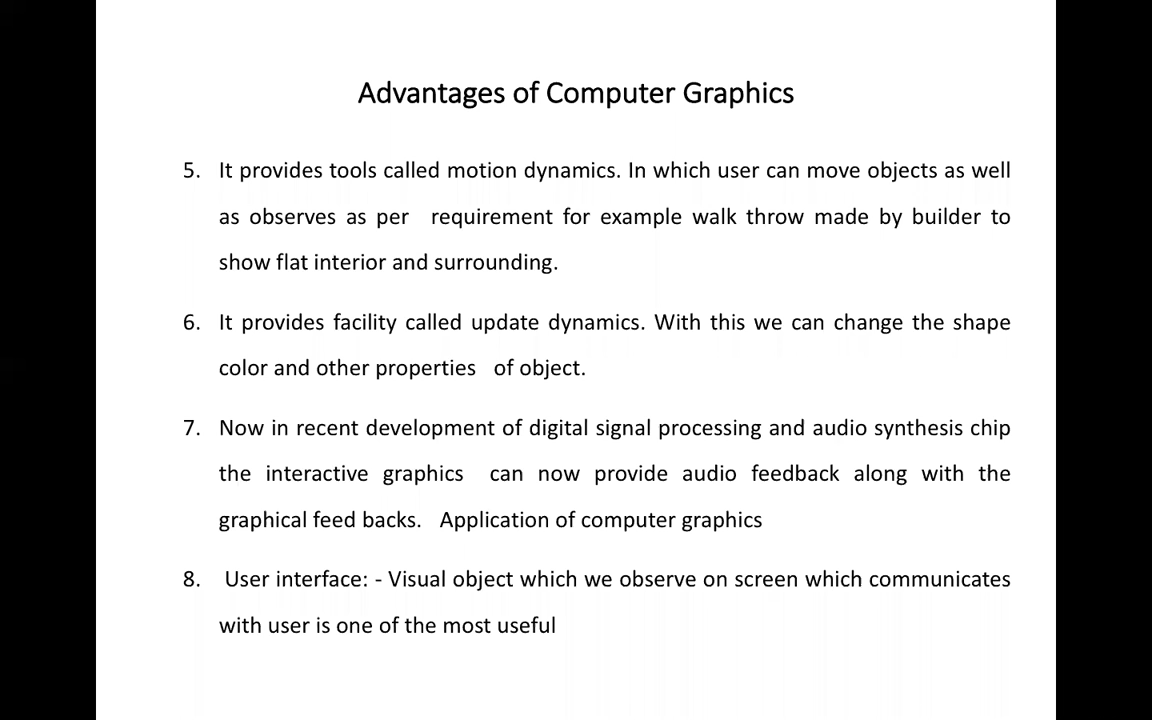 Advantages of Computer Graphics
5. It provides tools called motion dynamics. In which user can move objects as well
as observes as per requirement for example walk throw made by builder to
show flat interior and surrounding.
6. It provides facility called update dynamics. With this we can change the shape
color and other properties of object.
7. Now in recent development of digital signal processing and audio synthesis chip
the interactive graphics can now provide audio feedback along with the
graphical feed backs. Application of computer graphics
8. User interface: - Visual object which we observe on screen which communicates
with user is one of the most useful